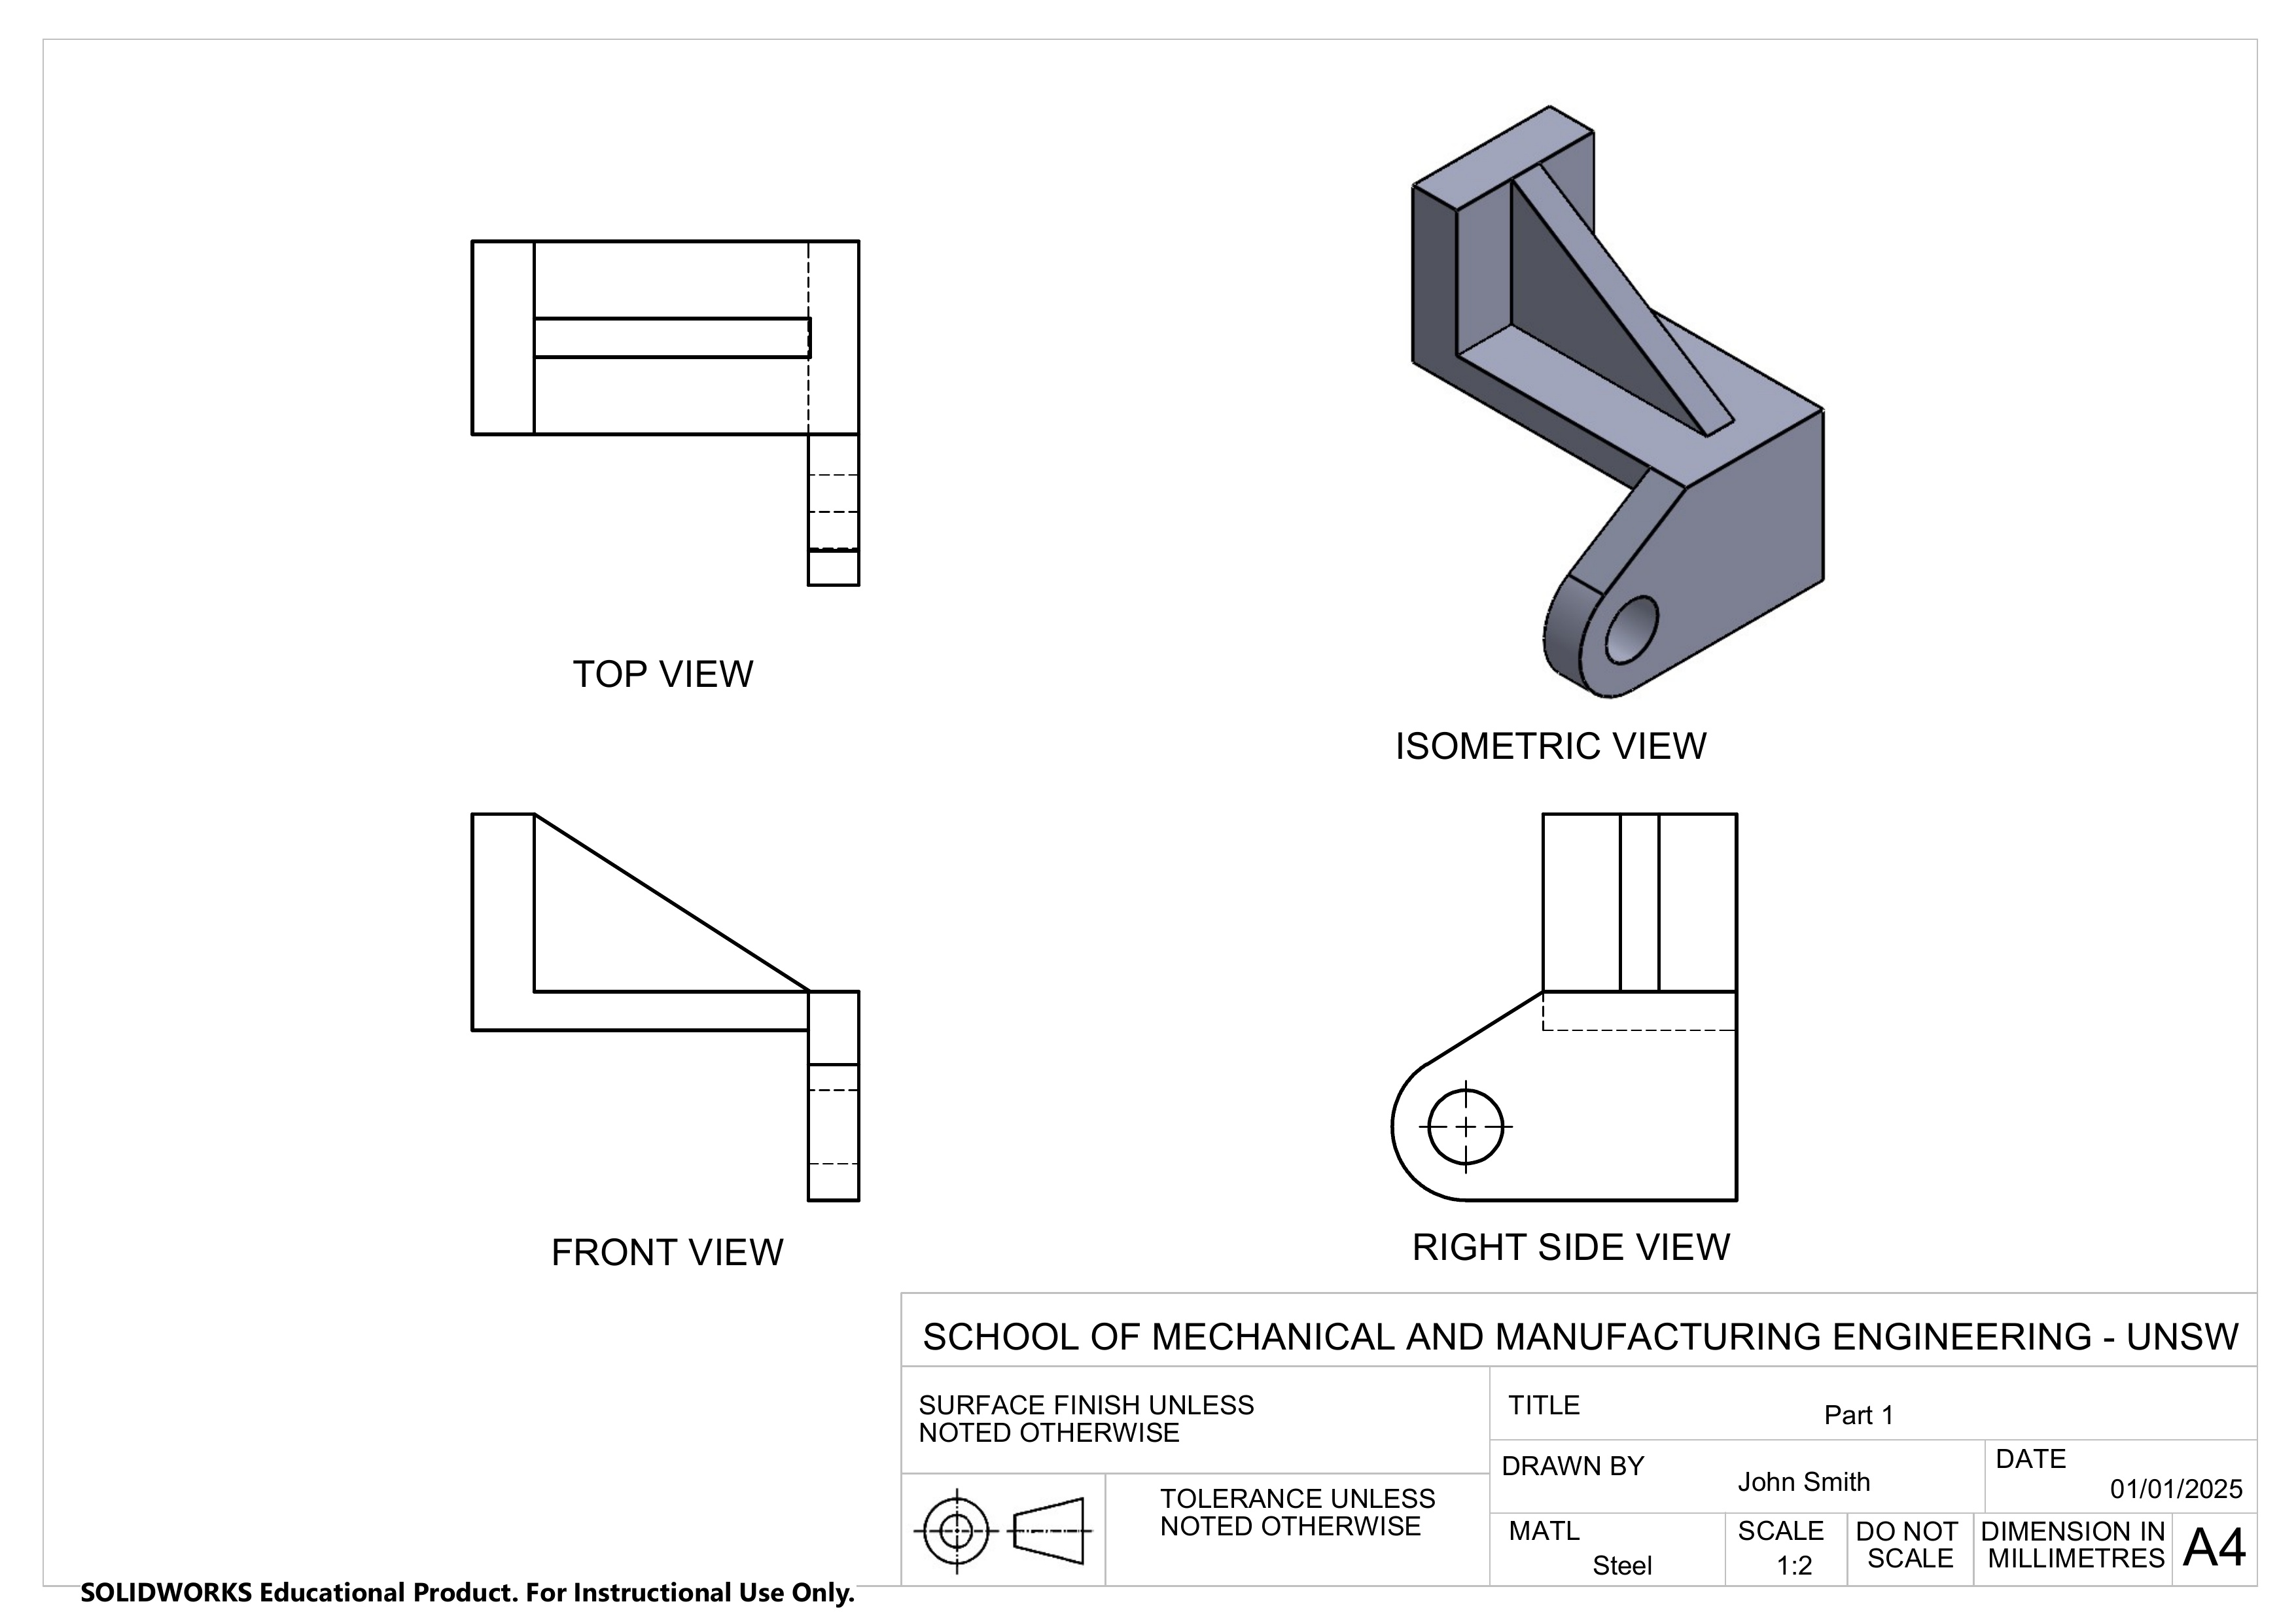 TOP VIEW
ISOMETRIC VIEW
FRONT VIEW
RIGHT SIDE VIEW
SCHOOL OF MECHANICAL AND MANUFACTURING ENGINEERING - UNSW
SURFACE FINISH UNLESS
NOTED OTHERWISE
TITLE
Part 1
DRAWN BY
John Smith
DATE
01/01/2025
TOLERANCE UNLESS
NOTED OTHERWISE
MATL
Steel
SCALE
1:2
DO NOT
SCALE
DIMENSION IN
MILLIMETRES
A4
SOLIDWORKS Educational Product. For Instructional Use Only.